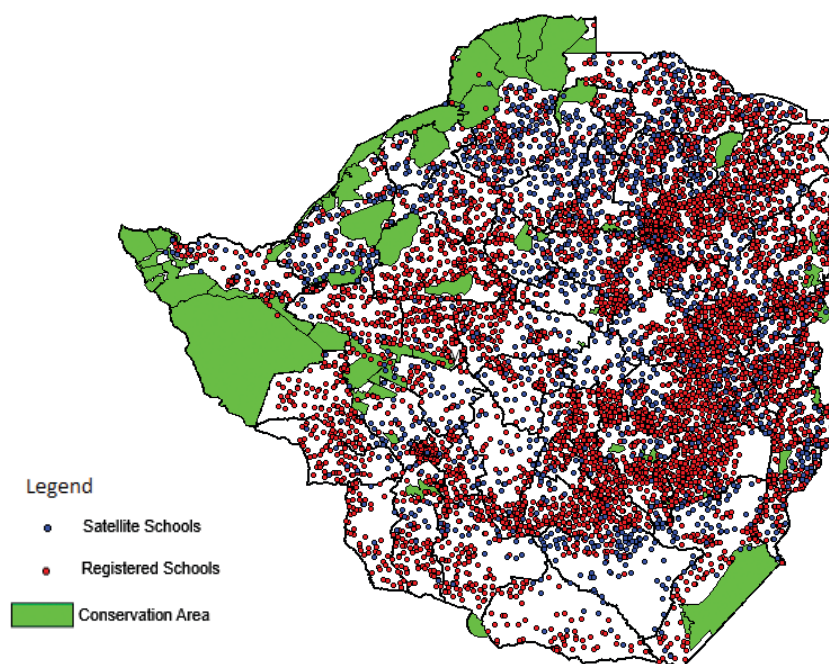 Legend
Satellite Schools
Registered Schools
Conservation Area